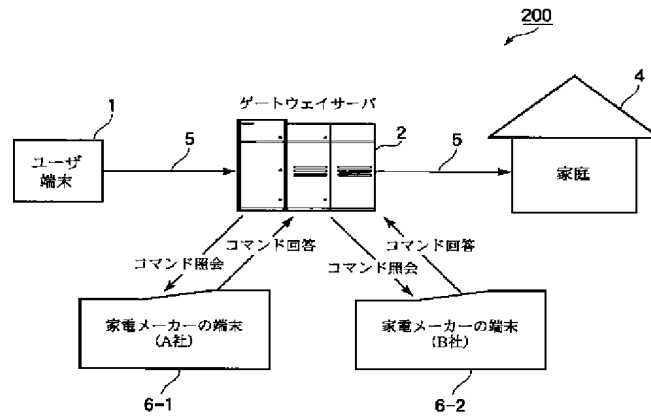 200
ゲートウェイサーバ
4
1
2
5
5
ユーザ
端末
家庭
コマンド照会
コマンド回答
コマンド照会
コマンド回答
家電メーカーの端末
(A社)
家電メーカーの端末
(B社)
6-1
6-2